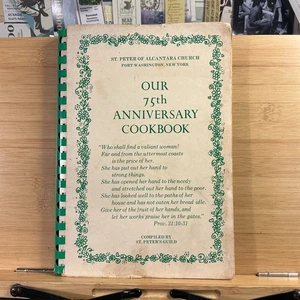 ST. PETER OF ALCANTARA CHURCH
PORT WASHINGTON, NEW YORK
OUR
75th
ANNIVERSARY
COOKBOOK
"Who shall find a valiant woman?
Far and from the uttermost coasts
is the price of her.
She has put out her hand to
strong things.
She has opened her hand to the needy
and stretched out her hand to the poor.
She has looked well to the paths of her
house and has not eaten her bread idle.
Give her of the fruit of her hands, and
let her works praise her in the gates."
Prov. 31:10-31
COMPILED BY
ST. PETER'S GUILD